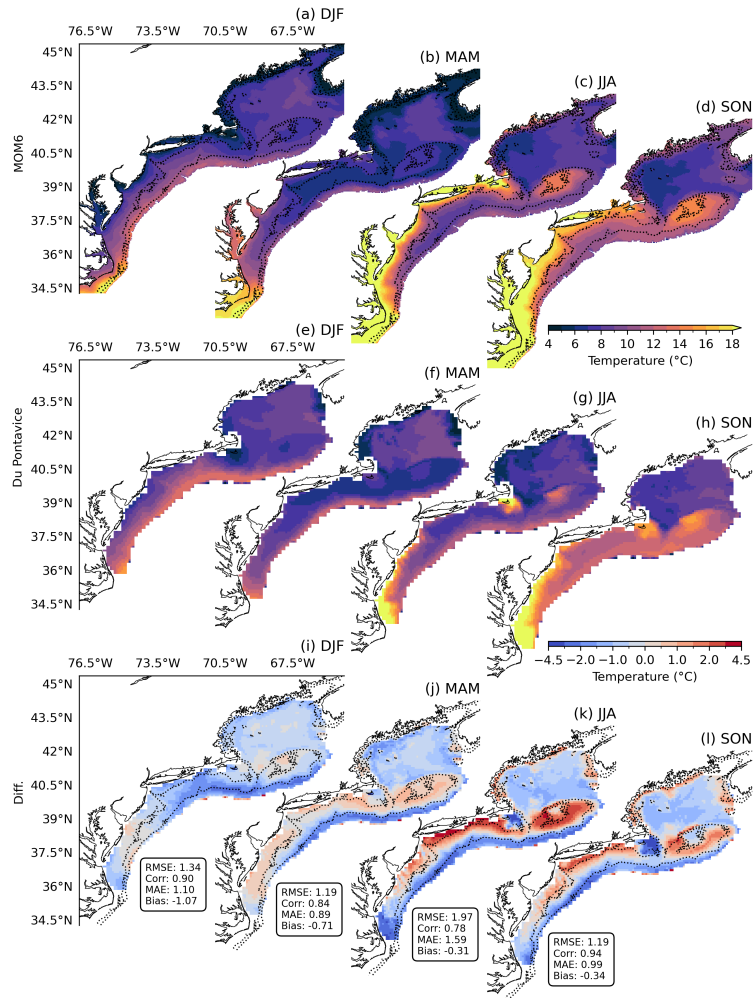 (a) DJF
76.5°W 73.5°W 70.5°W 67.5°W
45°N
43.5°N
42°N
40.5°N
39°N
37.5°N
36°N
34.5°N
MOM6
(b) MAM
(c) JJA
(d) SON
4 6 8 10 12 14 16 18
Temperature (°C)
(e) DJF
76.5°W 73.5°W 70.5°W 67.5°W
45°N
43.5°N
42°N
40.5°N
39°N
37.5°N
36°N
34.5°N
Du Pontavice
(f) MAM
(g) JJA
(h) SON
−4.5 −2.0 −1.0 0.0 1.0 2.0 4.5
Temperature (°C)
(i) DJF
76.5°W 73.5°W 70.5°W 67.5°W
45°N
43.5°N
42°N
40.5°N
39°N
37.5°N
36°N
34.5°N
Diff.
(j) MAM
(k) JJA
(l) SON
RMSE: 1.34
Corr: 0.90
MAE: 1.10
Bias: -1.07
RMSE: 1.19
Corr: 0.84
MAE: 0.89
Bias: -0.71
RMSE: 1.97
Corr: 0.78
MAE: 1.59
Bias: -0.31
RMSE: 1.19
Corr: 0.94
MAE: 0.99
Bias: -0.34